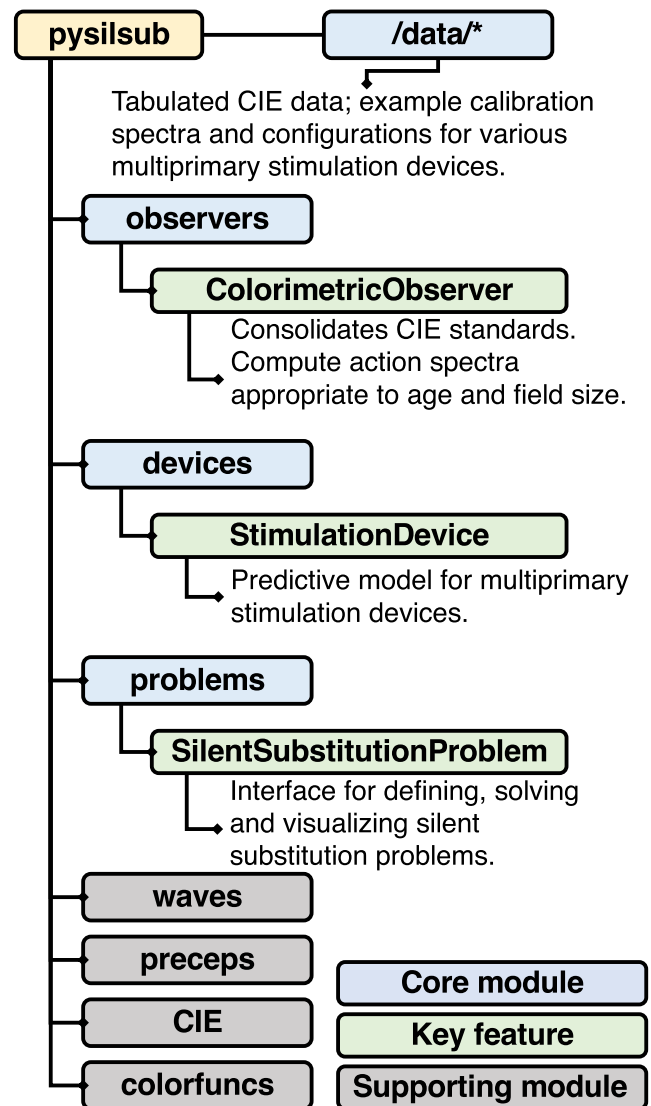 pysilsub
/data/*
Tabulated CIE data; example calibration
spectra and configurations for various
multiprimary stimulation devices.
observers
ColorimetricObserver
Consolidates CIE standards.
Compute action spectra
appropriate to age and field size.
devices
StimulationDevice
Predictive model for multiprimary
stimulation devices.
problems
SilentSubstitutionProblem
Interface for defining, solving
and visualizing silent
substitution problems.
waves
preceps
CIE
colorfuncs
Core module
Key feature
Supporting module